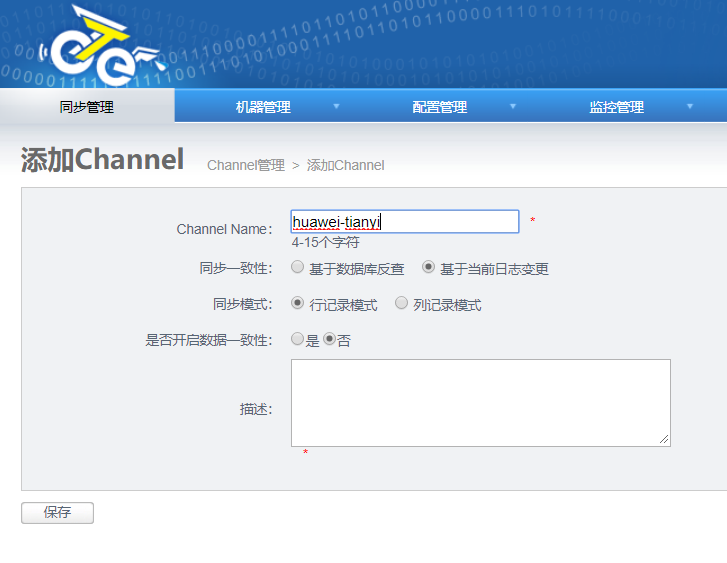 同步管理 机器管理 配置管理 监控管理
添加Channel Channel管理 > 添加Channel
Channel Name： huawei-tianyi *
4-15个字符
同步一致性： 基于数据库反查 基于当前日志变更
同步模式： 行记录模式 列记录模式
是否开启数据一致性： 是 否
描述：
*
保存